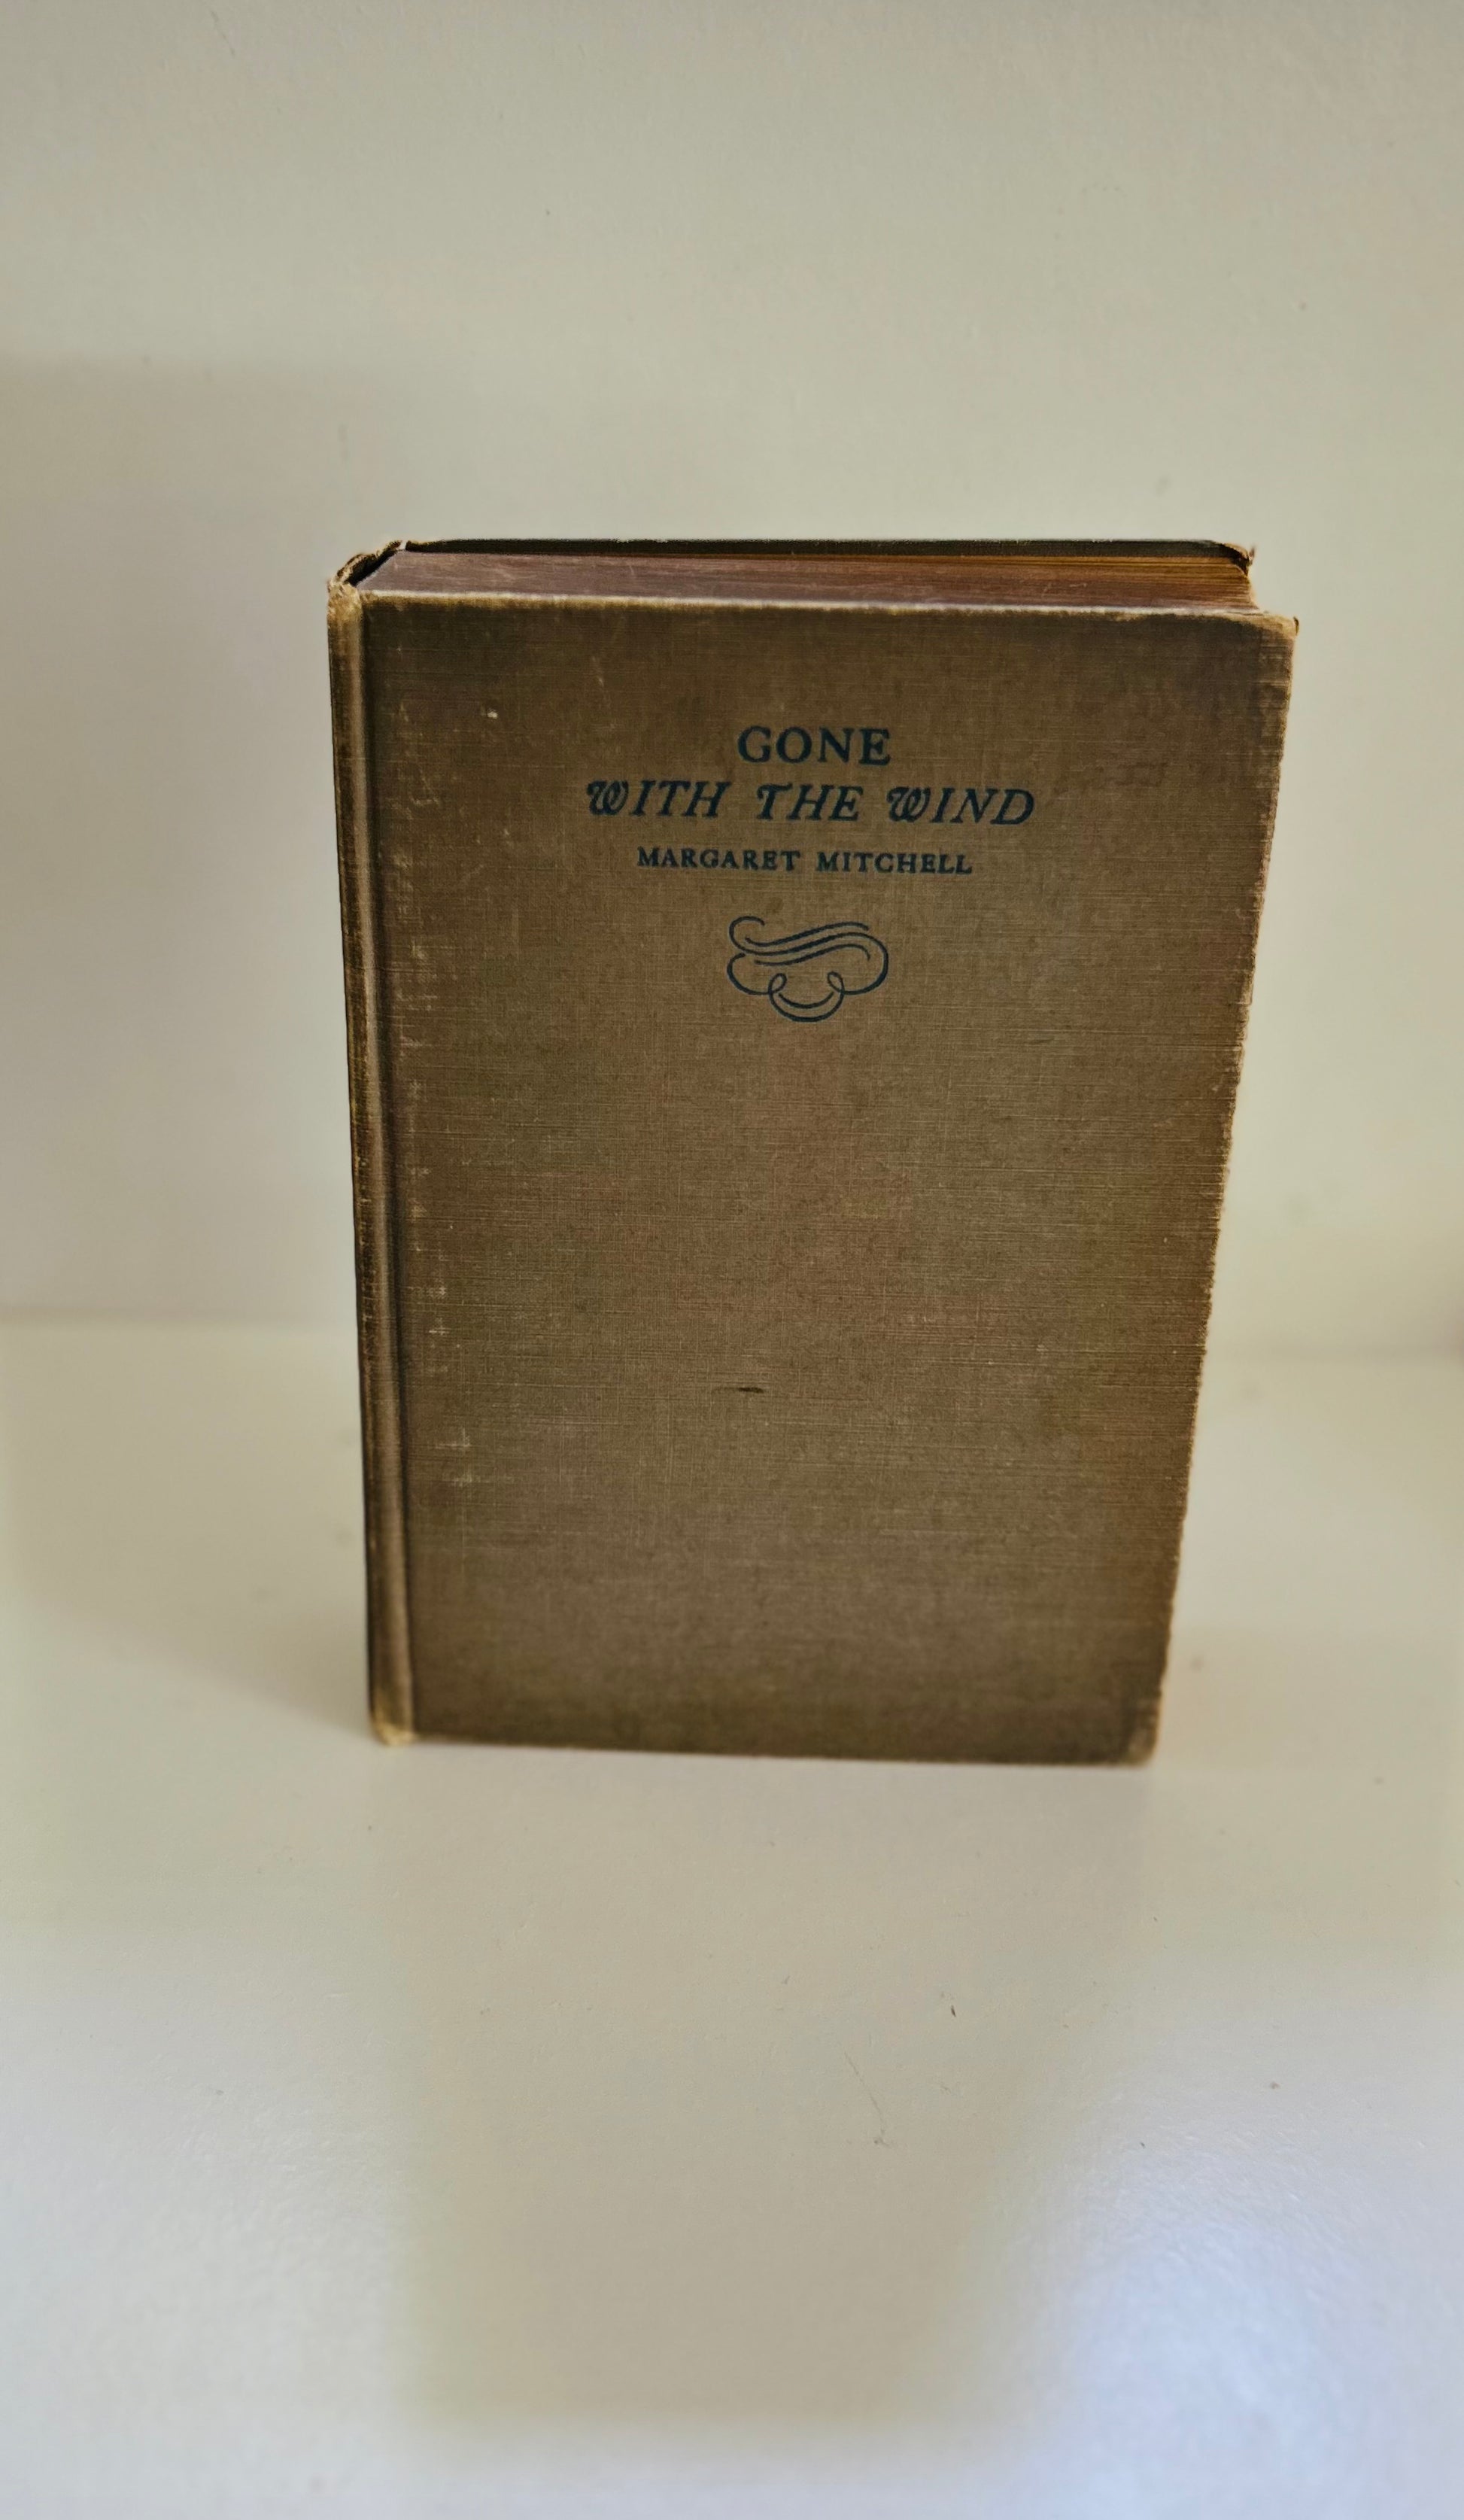 GONE
WITH THE WIND
MARGARET MITCHELL